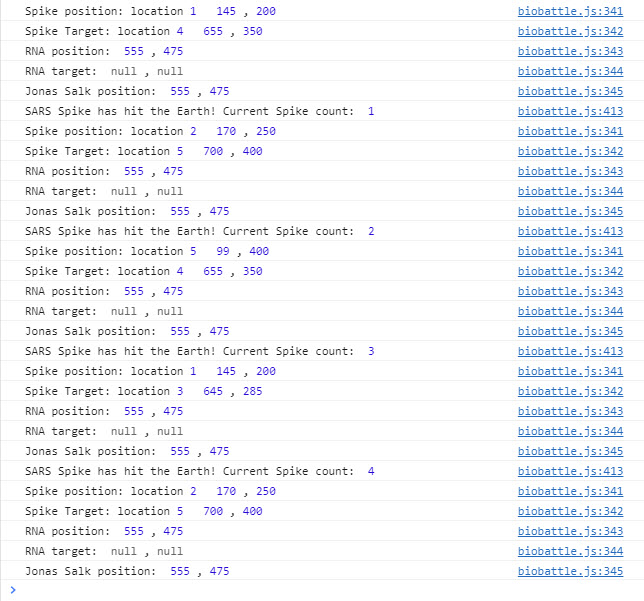 Spike position: location 1 145 , 200 biobattle.js:341
Spike Target: location 4 655 , 350 biobattle.js:342
RNA position: 555 , 475 biobattle.js:343
RNA target: null , null biobattle.js:344
Jonas Salk position: 555 , 475 biobattle.js:345
SARS Spike has hit the Earth! Current Spike count: 1 biobattle.js:413
Spike position: location 2 170 , 250 biobattle.js:341
Spike Target: location 5 700 , 400 biobattle.js:342
RNA position: 555 , 475 biobattle.js:343
RNA target: null , null biobattle.js:344
Jonas Salk position: 555 , 475 biobattle.js:345
SARS Spike has hit the Earth! Current Spike count: 2 biobattle.js:413
Spike position: location 5 99 , 400 biobattle.js:341
Spike Target: location 4 655 , 350 biobattle.js:342
RNA position: 555 , 475 biobattle.js:343
RNA target: null , null biobattle.js:344
Jonas Salk position: 555 , 475 biobattle.js:345
SARS Spike has hit the Earth! Current Spike count: 3 biobattle.js:413
Spike position: location 1 145 , 200 biobattle.js:341
Spike Target: location 3 645 , 285 biobattle.js:342
RNA position: 555 , 475 biobattle.js:343
RNA target: null , null biobattle.js:344
Jonas Salk position: 555 , 475 biobattle.js:345
SARS Spike has hit the Earth! Current Spike count: 4 biobattle.js:413
Spike position: location 2 170 , 250 biobattle.js:341
Spike Target: location 5 700 , 400 biobattle.js:342
RNA position: 555 , 475 biobattle.js:343
RNA target: null , null biobattle.js:344
Jonas Salk position: 555 , 475 biobattle.js:345